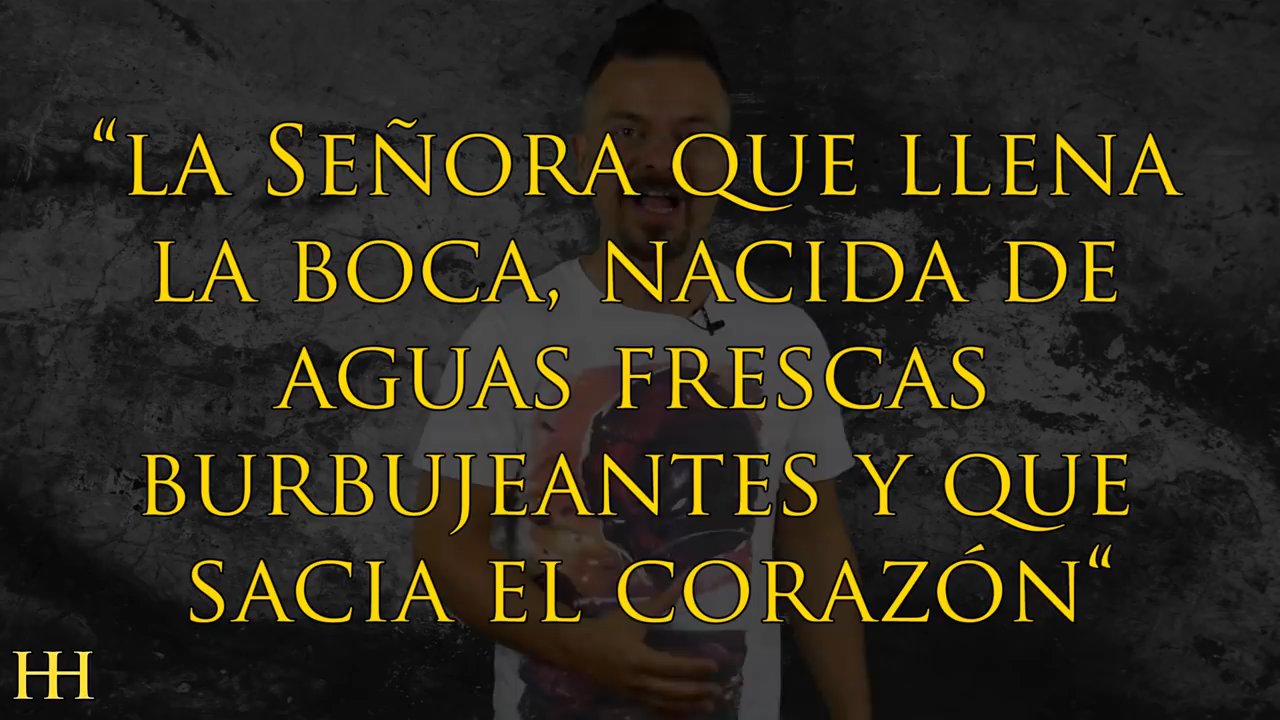 “LA SEÑORA QUE LLENA
LA BOCA, NACIDA DE
AGUAS FRESCAS
BURBUJEANTES Y QUE
SACIA EL CORAZÓN“
HH